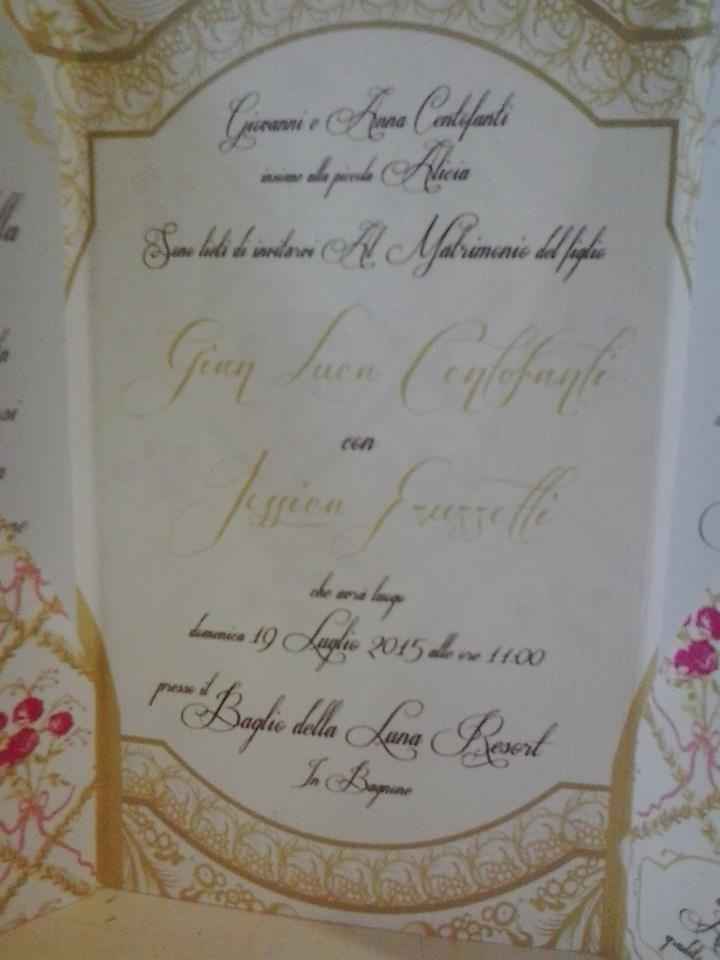 Giovanni e Anna Centofanti
insieme alla piccola Alicia
Sono lieti di invitarvi Al Matrimonio del figlio
Gian Luca Centofanti
con
Jessica
che avrà luogo
domenica 19 Luglio 2015 alle ore 11:00
presso il
Baglio della Luna Resort
In Bagnone